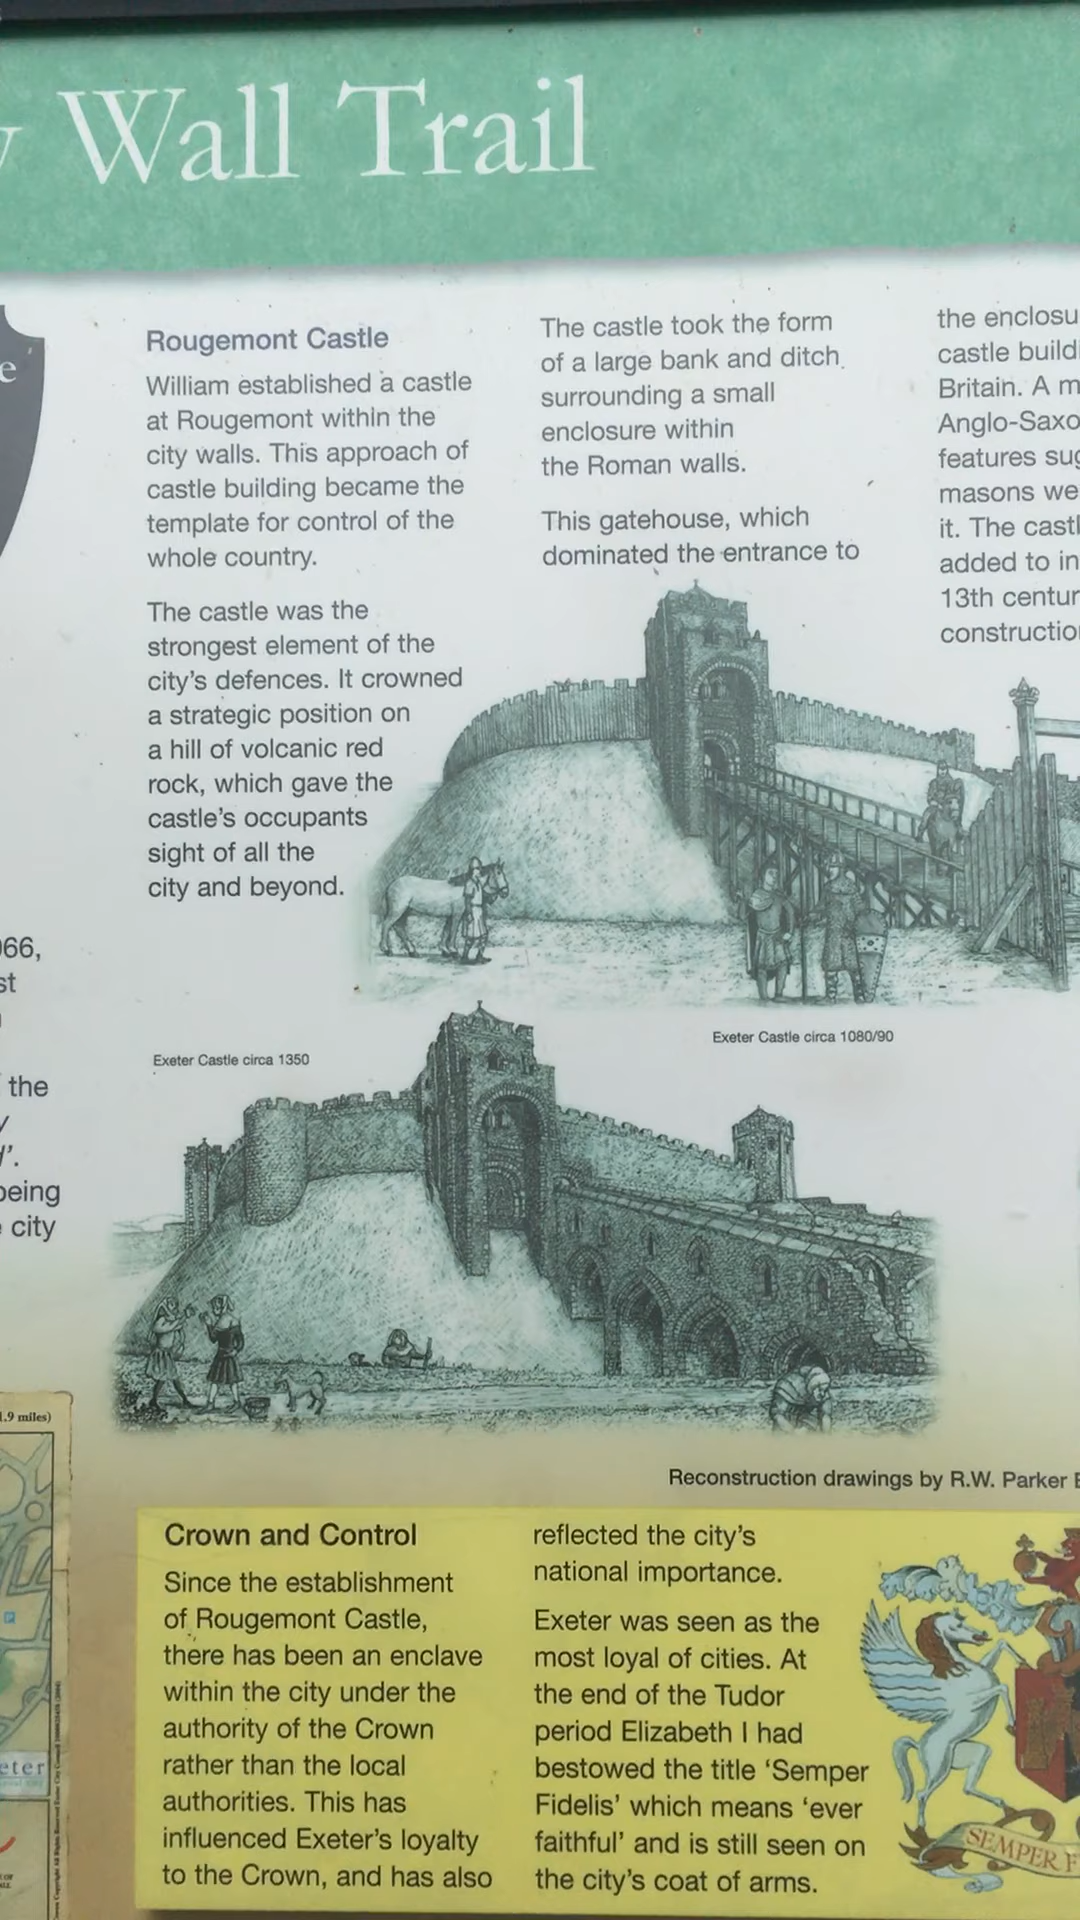 Wall Trail
Rougemont Castle
William established a castle
at Rougemont within the
city walls. This approach of
castle building became the
template for control of the
whole country.
The castle was the
strongest element of the
city's defences. It crowned
a strategic position on
a hill of volcanic red
rock, which gave the
castle's occupants
sight of all the
city and beyond.
The castle took the form
of a large bank and ditch
surrounding a small
enclosure within
the Roman walls.
This gatehouse, which
dominated the entrance to
the enclosu
castle buildi
Britain. A m
Anglo-Saxo
features sug
masons we
it. The castl
added to in
13th centur
constructio
066,
st
the
y
d'.
being
city
Exeter Castle circa 1080/90
Exeter Castle circa 1350
Reconstruction drawings by R.W. Parker
1.9 miles)
eter
Crown and Control
Since the establishment
of Rougemont Castle,
there has been an enclave
within the city under the
authority of the Crown
rather than the local
authorities. This has
influenced Exeter's loyalty
to the Crown, and has also
reflected the city's
national importance.
Exeter was seen as the
most loyal of cities. At
the end of the Tudor
period Elizabeth I had
bestowed the title 'Semper
Fidelis' which means 'ever
faithful' and is still seen on
the city's coat of arms.
SEMPER F